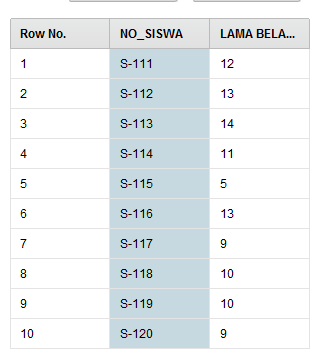 Row No. NO_SISWA LAMA BELA...
1 S-111 12
2 S-112 13
3 S-113 14
4 S-114 11
5 S-115 5
6 S-116 13
7 S-117 9
8 S-118 10
9 S-119 10
10 S-120 9